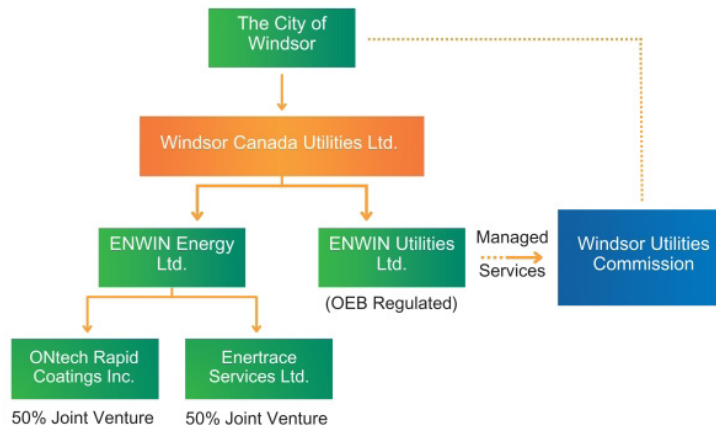 The City of
Windsor
Windsor Canada Utilities Ltd.
ENWIN Energy
Ltd.
ENWIN Utilities
Ltd.
(OEB Regulated)
Managed
Services
Windsor Utilities
Commission
ONtech Rapid
Coatings Inc.
50% Joint Venture
Enertrace
Services Ltd.
50% Joint Venture